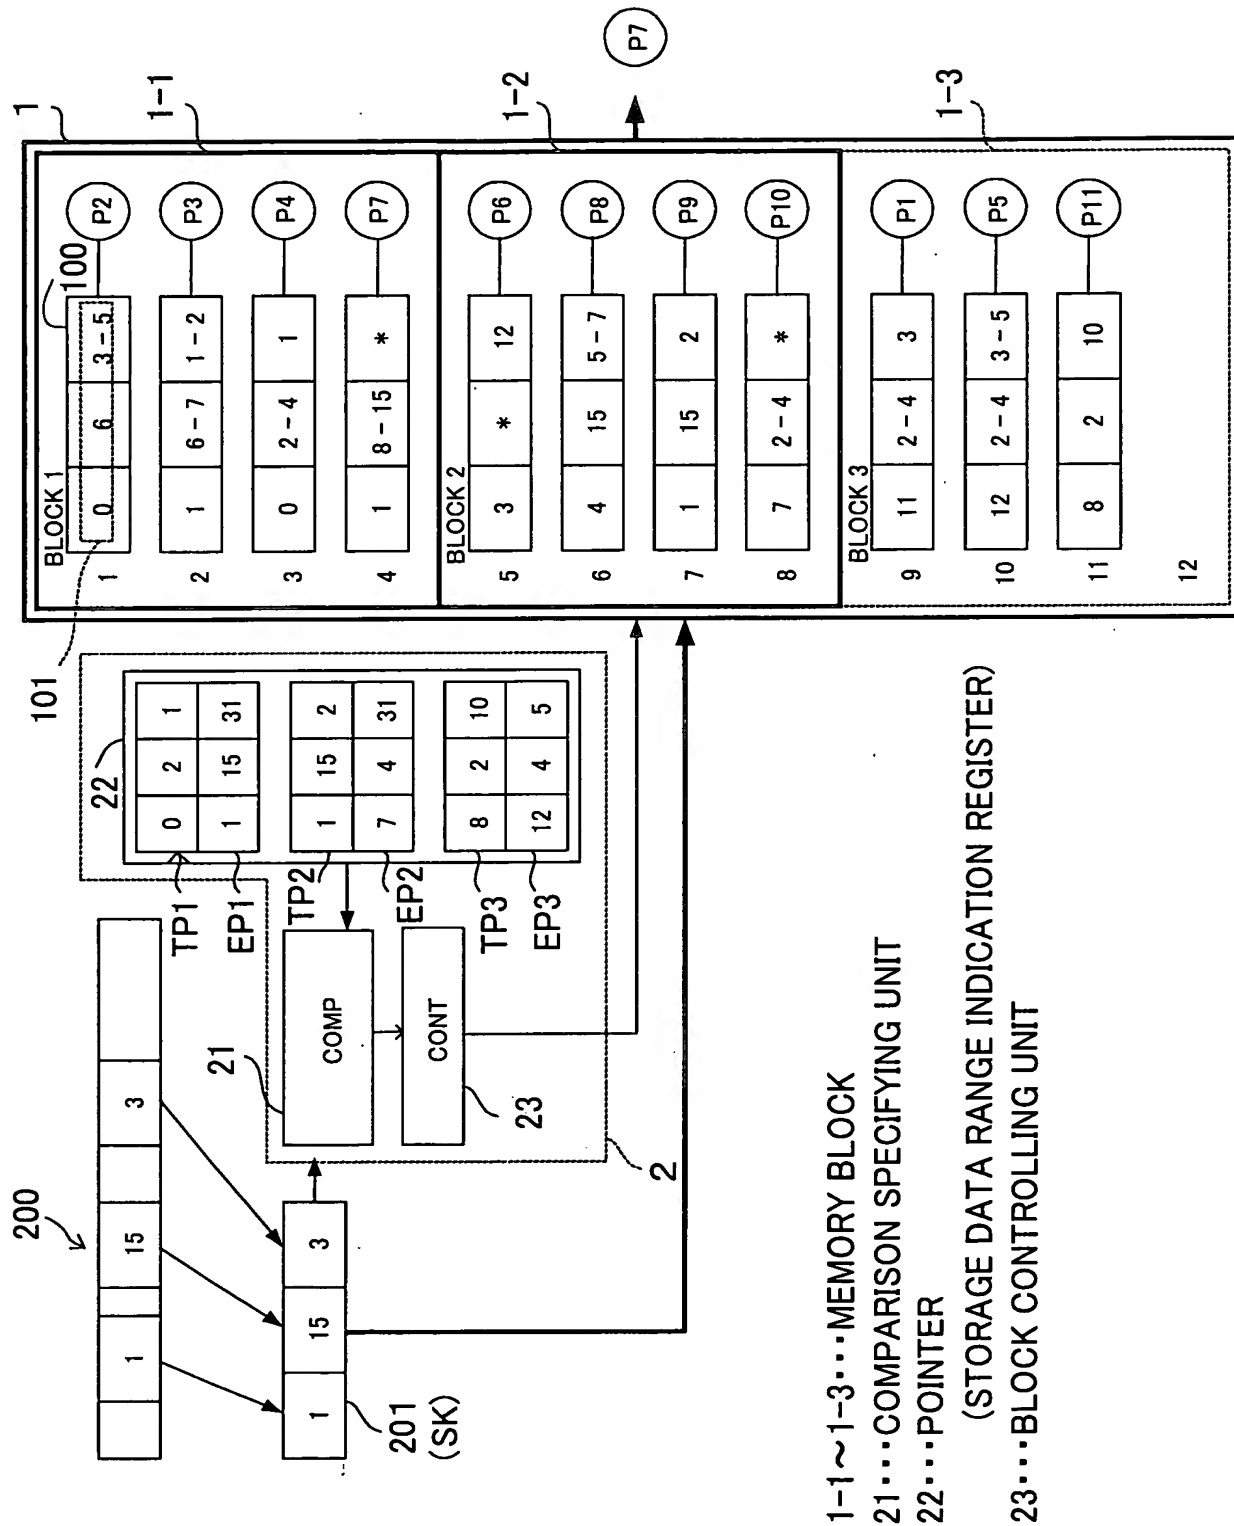 200
1 15 3
1 15 3
201
(SK)
21
COMP
CONT
23
2
22
TP1 0 2 1
EP1 1 15 31
TP2 1 15 2
EP2 7 4 31
TP3 8 2 10
EP3 12 4 5
101
1
1-1
BLOCK 1
100
1 0 6 3-5 P2
2 1 6-7 1-2 P3
3 0 2-4 1 P4
4 1 8-15 * P7
1-2
BLOCK 2
5 3 * 12 P6
6 4 15 5-7 P8
7 1 15 2 P9
8 7 2-4 * P10
P7
1-3
BLOCK 3
9 11 2-4 3 P1
10 12 2-4 3-5 P5
11 8 2 10 P11
12
1-1~1-3···MEMORY BLOCK
21···COMPARISON SPECIFYING UNIT
22···POINTER
(STORAGE DATA RANGE INDICATION REGISTER)
23···BLOCK CONTROLLING UNIT